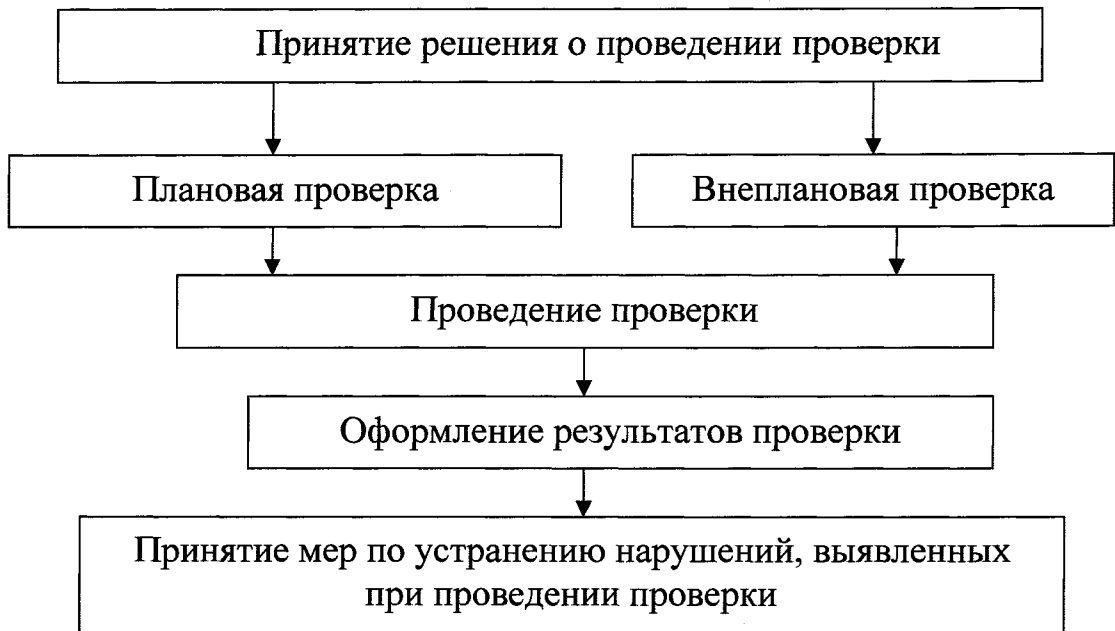 Принятие решения о проведении проверки
Плановая проверка
Внеплановая проверка
Проведение проверки
Оформление результатов проверки
Принятие мер по устранению нарушений, выявленных
при проведении проверки